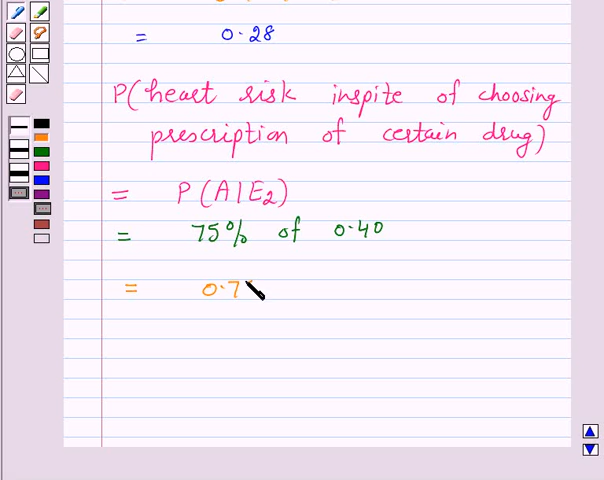 = 0.28
P(heart risk inspite of choosing
prescription of certain drug)
= P(A|E2)
= 75% of 0.40
= 0.7